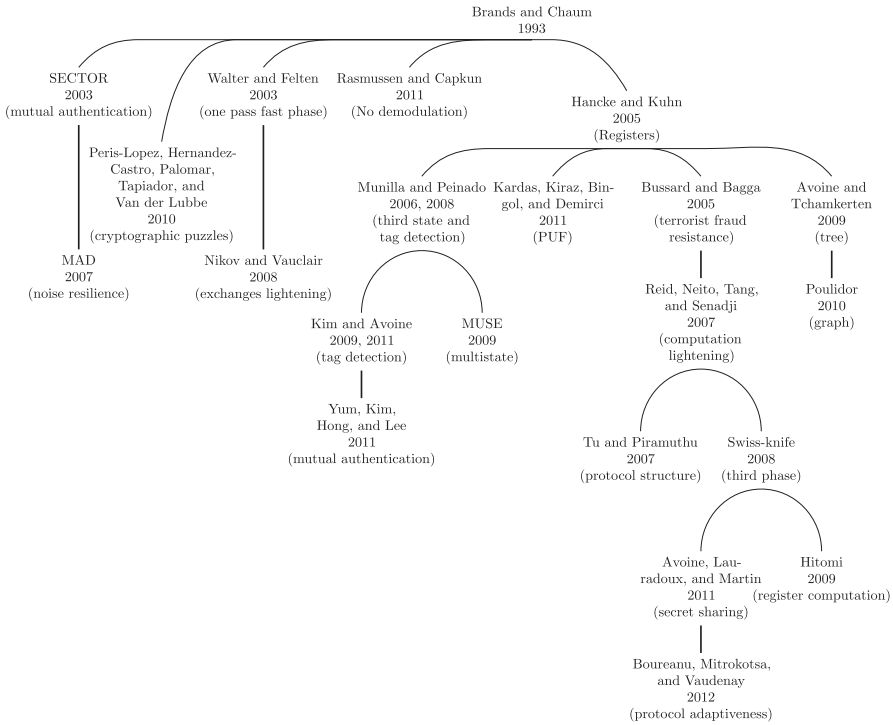 Brands and Chaum
1993
SECTOR
2003
(mutual authentication)
Walter and Felten
2003
(one pass fast phase)
Rasmussen and Capkun
2011
(No demodulation)
Hancke and Kuhn
2005
(Registers)
Peris-Lopez, Hernandez-
Castro, Palomar,
Tapiador, and
Van der Lubbe
2010
(cryptographic puzzles)
Munilla and Peinado
2006, 2008
(third state and
tag detection)
Kardas, Kiraz, Bin-
gol, and Demirci
2011
(PUF)
Bussard and Bagga
2005
(terrorist fraud
resistance)
Avoine and
Tchamkerten
2009
(tree)
MAD
2007
(noise resilience)
Nikov and Vauclair
2008
(exchanges lightening)
Reid, Neito, Tang,
and Senadji
2007
(computation
lightening)
Poulidor
2010
(graph)
Kim and Avoine
2009, 2011
(tag detection)
MUSE
2009
(multistate)
Yum, Kim,
Hong, and Lee
2011
(mutual authentication)
Tu and Piramuthu
2007
(protocol structure)
Swiss-knife
2008
(third phase)
Avoine, Lau-
radoux, and Martin
2011
(secret sharing)
Hitomi
2009
(register computation)
Boureanu, Mitrokotsa,
and Vaudenay
2012
(protocol adaptiveness)